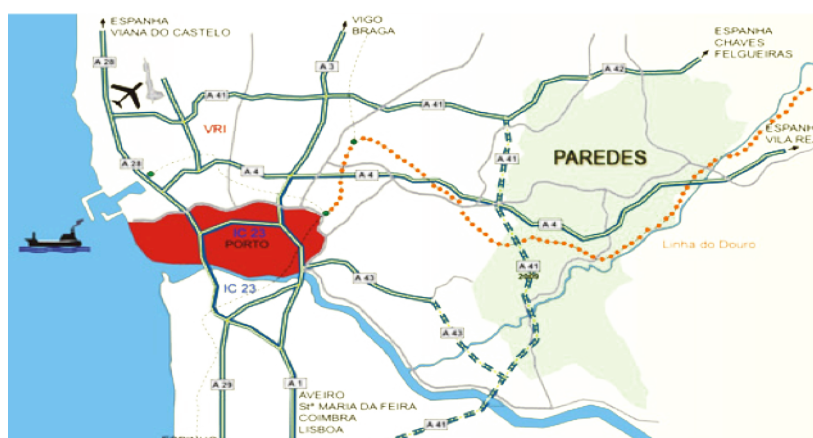 ESPANHA
VIANA DO CASTELO
VIGO
BRAGA
ESPANHA
CHAVES
FELGUEIRAS
A 28
A 3
A 42
A 41
A 41
VRI
A 41
PAREDES
ESPANH
VILA REA
A 28
A 4
A 4
A 4
IC 23
PORTO
Linha do Douro
A 41
A 43
IC 23
A 43
A 29
A 1
AVEIRO
Stª MARIA DA FEIRA
COIMBRA
LISBOA
A 41